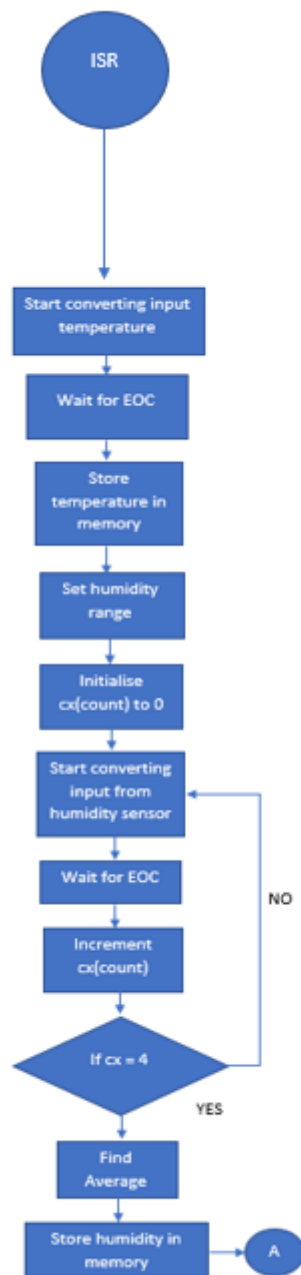 ISR
Start converting input
temperature
Wait for EOC
Store
temperature in
memory
Set humidity
range
Initialise
cx(count) to 0
Start converting
input from
humidity sensor
Wait for EOC
NO
Increment
cx(count)
If cx = 4
YES
Find
Average
Store humidity in
memory
A